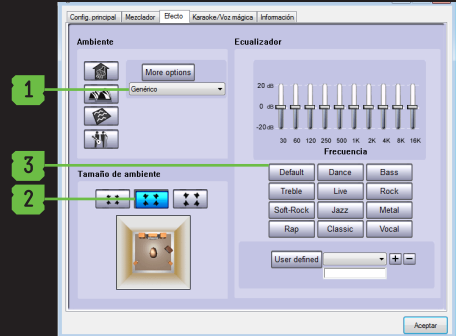 Config. principal Mezclador Efecto Karaoke/Voz mágica Información
Ambiente
More options
Genérico
Tamaño de ambiente
Ecualizador
20 dB
0 dB
-20 dB
30 60 120 250 500 1K 2K 4K 8K 16K
Frecuencia
Default Dance Bass
Treble Live Rock
Soft-Rock Jazz Metal
Rap Classic Vocal
User defined
Aceptar
1
3
2